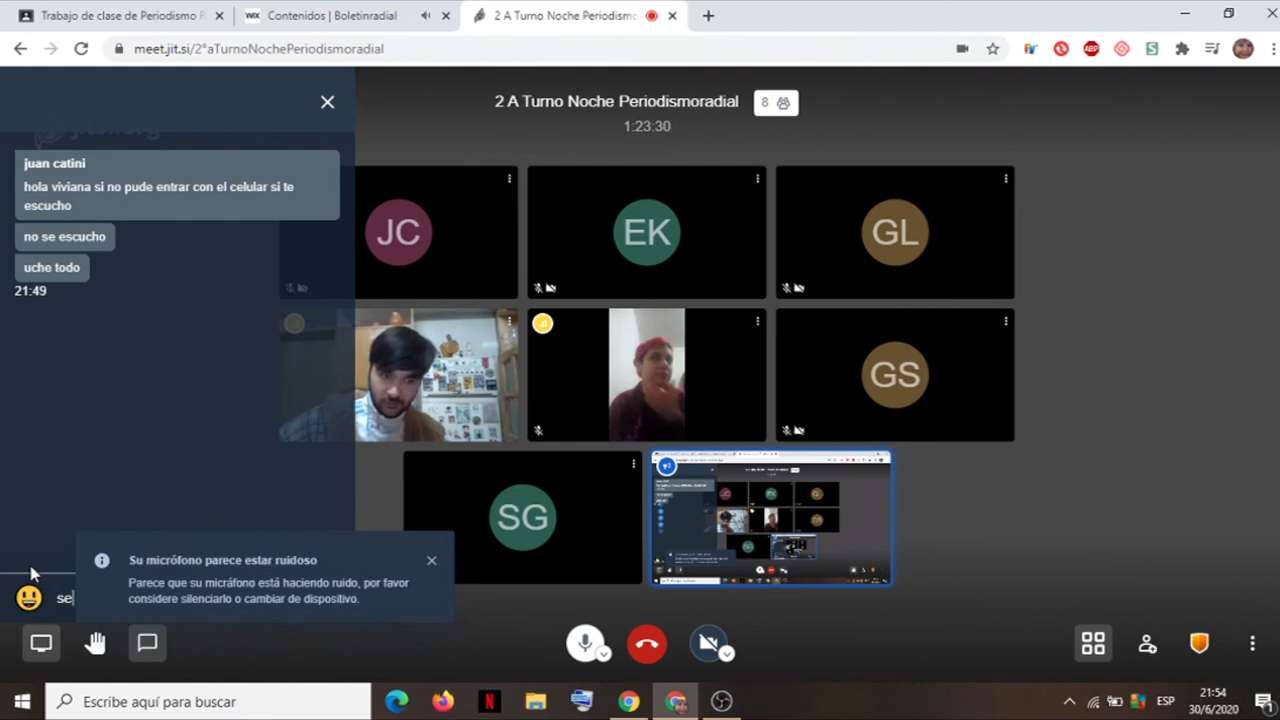 Trabajo de clase de Periodismo R
Contenidos | Boletinradial
2 A Turno Noche Periodismo
meet.jit.si/2°aTurnoNochePeriodismoradial
2 A Turno Noche Periodismoradial
8
1:23:30
juan catini
hola viviana si no pude entrar con el celular si te
escucho
no se escucho
uche todo
21:49
JC
EK
GL
GS
SG
Su micrófono parece estar ruidoso
Parece que su micráfono está haciendo ruido, por favor
considere silenciarlo o cambiar de dispositivo.
se
Escribe aquí para buscar
ESP
21:54
30/6/2020